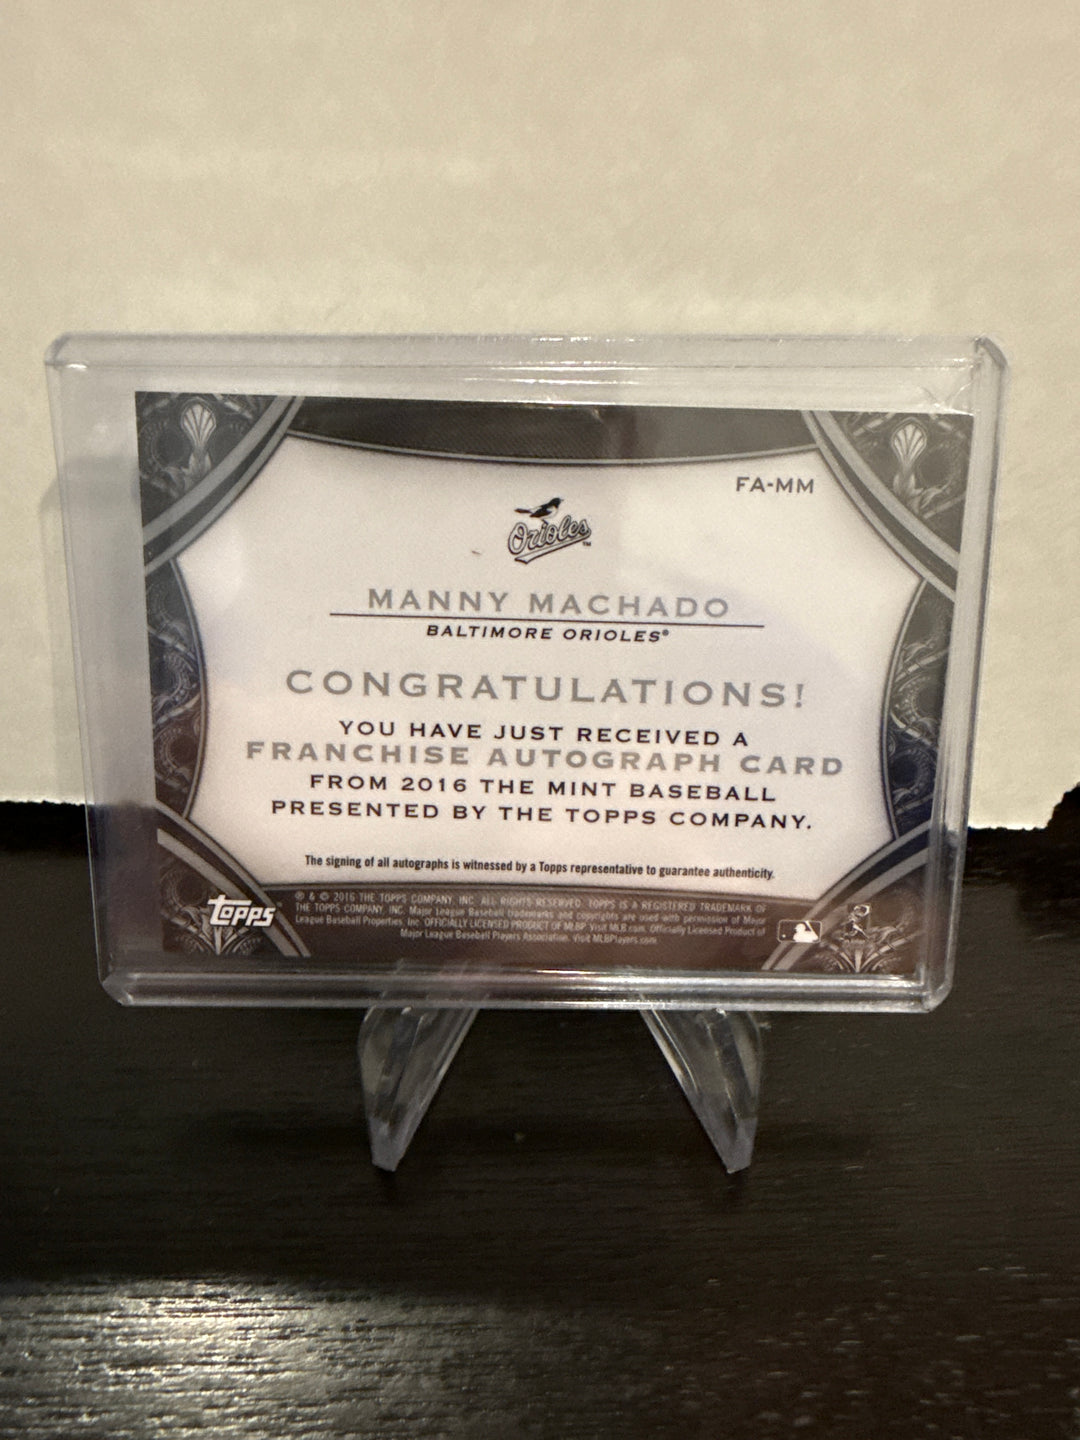 FA-MM
Orioles™
MANNY MACHADO
BALTIMORE ORIOLES®
CONGRATULATIONS!
YOU HAVE JUST RECEIVED A
FRANCHISE AUTOGRAPH CARD
FROM 2016 THE MINT BASEBALL
PRESENTED BY THE TOPPS COMPANY.
The signing of all autographs is witnessed by a Topps representative to guarantee authenticity.
topps
® & © 2016 THE TOPPS COMPANY, INC. ALL RIGHTS RESERVED. TOPPS IS A REGISTERED TRADEMARK OF
THE TOPPS COMPANY, INC. Major League Baseball trademarks and copyrights are used with permission of Major
League Baseball Properties, Inc. OFFICIALLY LICENSED PRODUCT OF MLBP Visit MLB.com. Officially Licensed Product of
Major League Baseball Players Association. Visit MLBPlayers.com